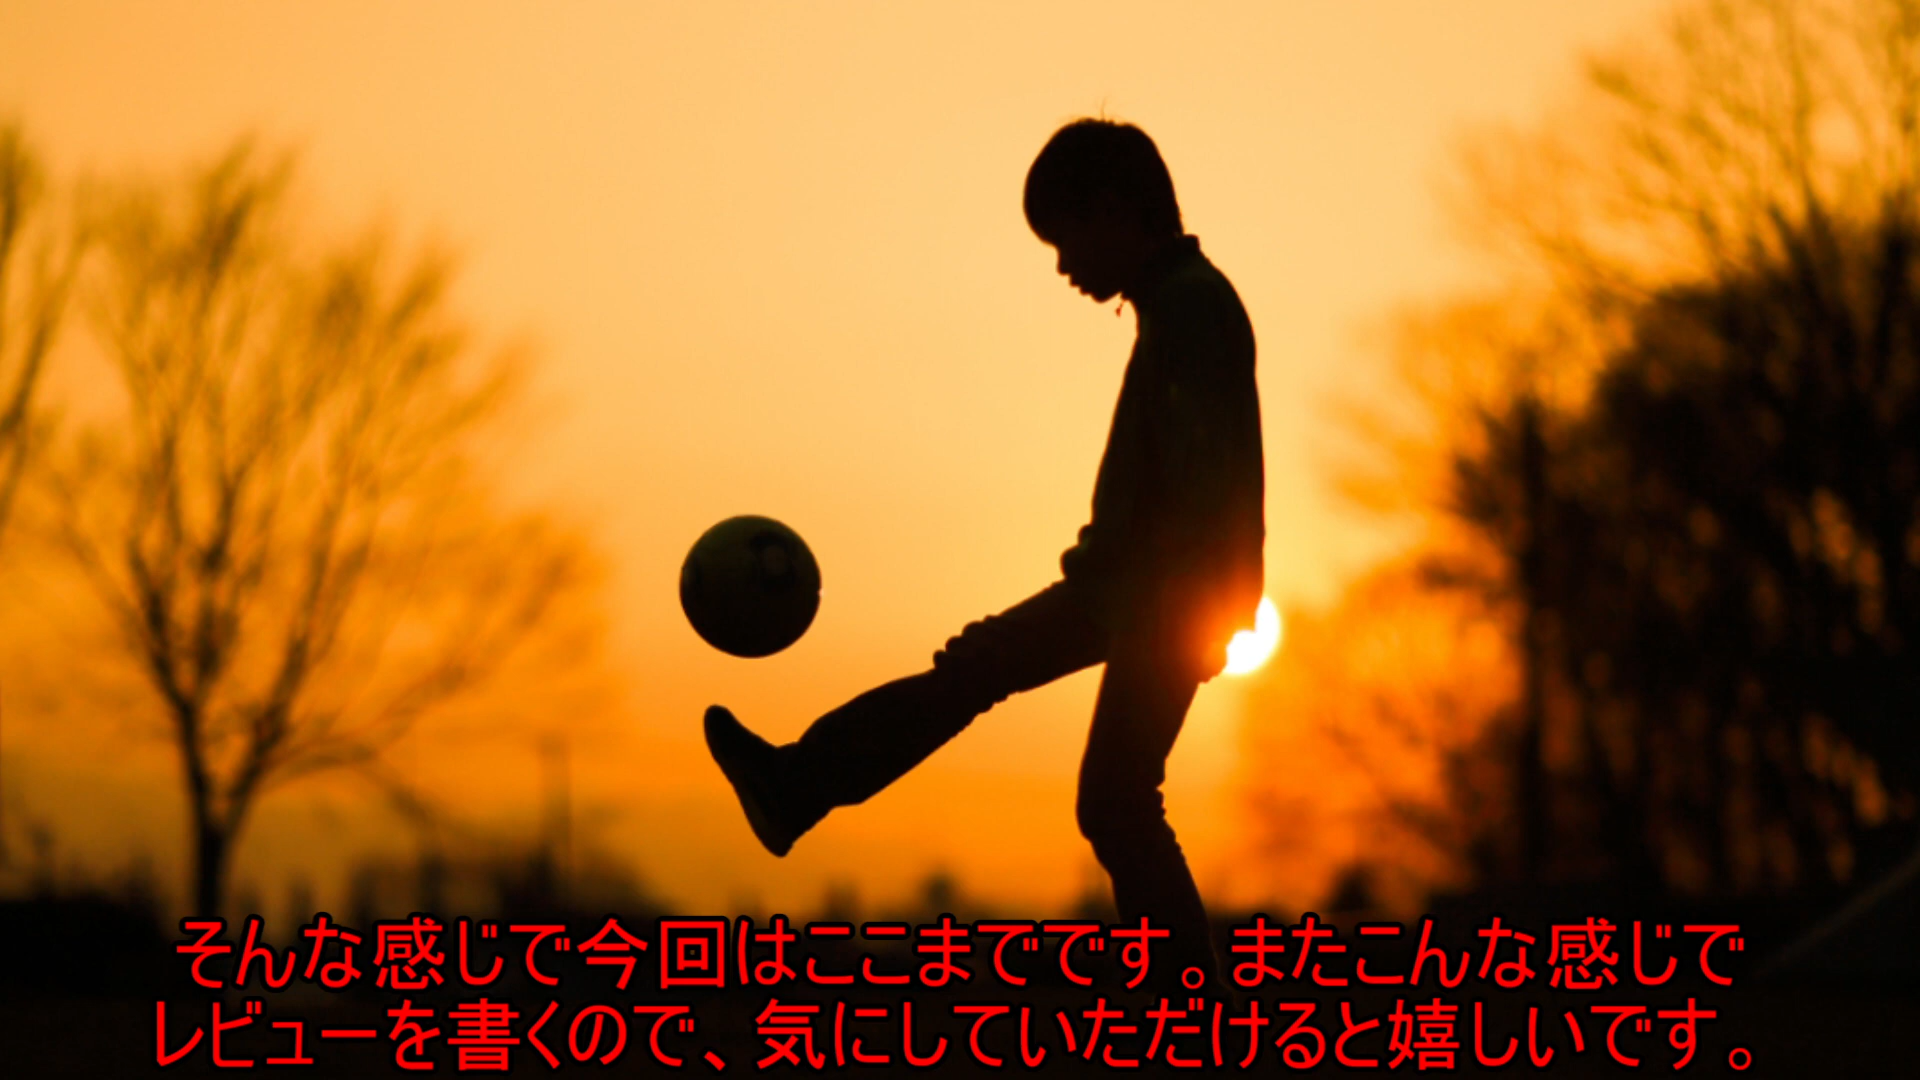 そんな感じで今回はここまでです。またこんな感じで
レビューを書くので、気にしていただけると嬉しいです。